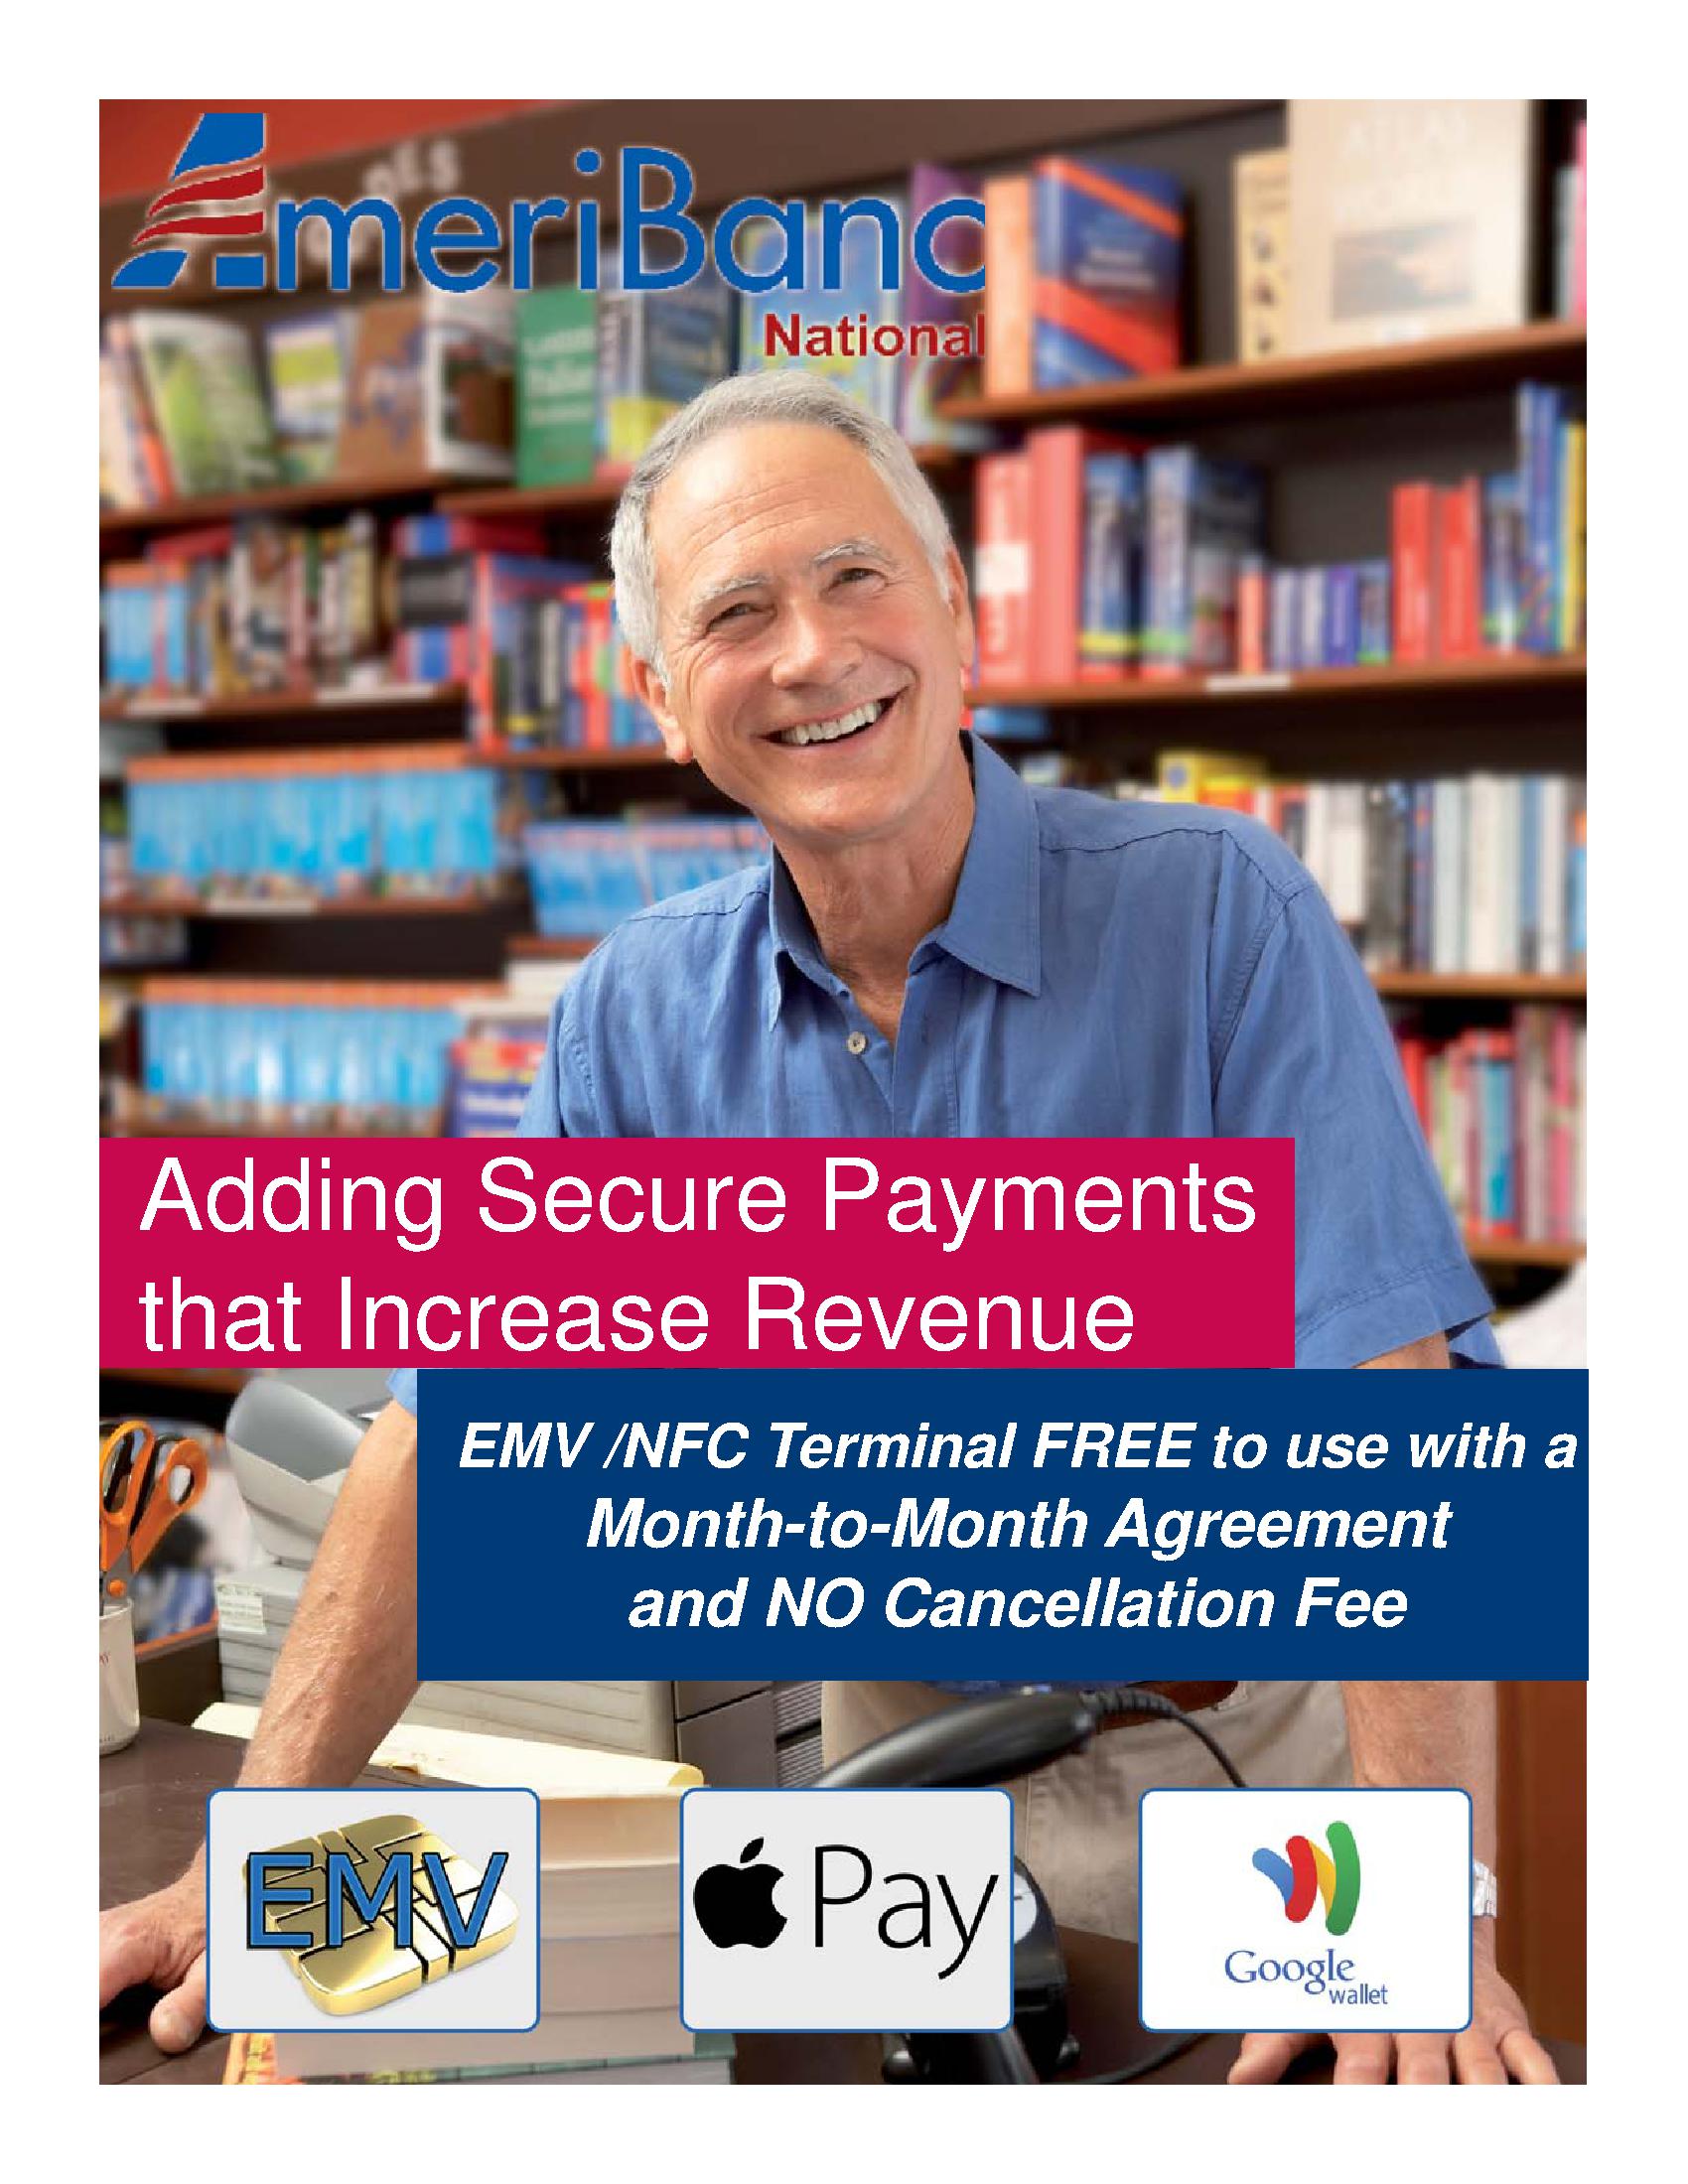 AmeriBanc
National
Adding Secure Payments
that Increase Revenue
EMV /NFC Terminal FREE to use with a
Month-to-Month Agreement
and NO Cancellation Fee
EMV
Pay
Google
wallet